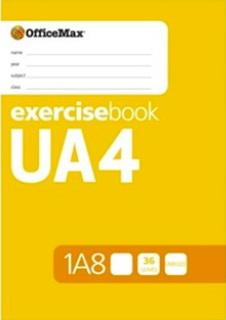 OfficeMax
name
year
subject
class
exercisebook
UA4
1A8
36